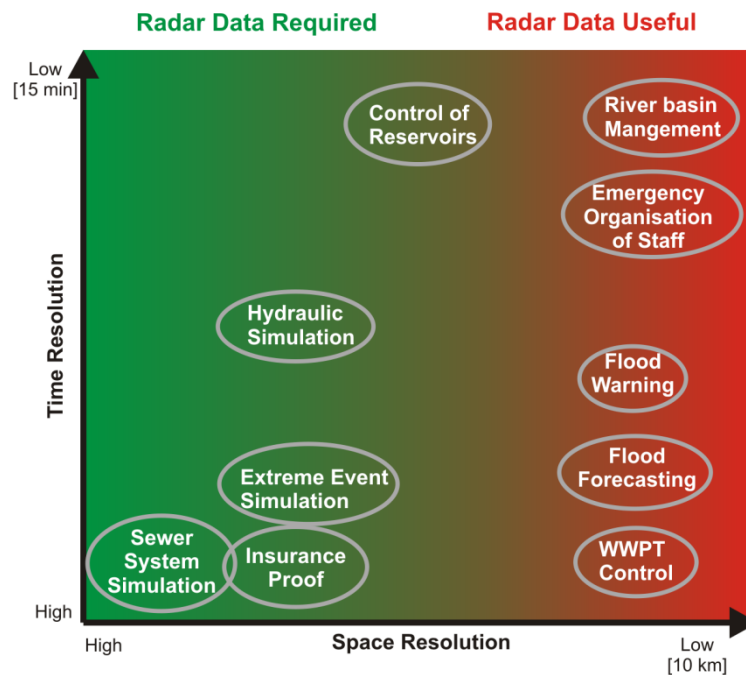 Radar Data Required
Radar Data Useful
Low
[15 min]
Control of
Reservoirs
River basin
Mangement
Emergency
Organisation
of Staff
Time Resolution
Hydraulic
Simulation
Flood
Warning
Extreme Event
Simulation
Flood
Forecasting
Sewer
System
Simulation
Insurance
Proof
WWPT
Control
High
High
Space Resolution
Low
[10 km]